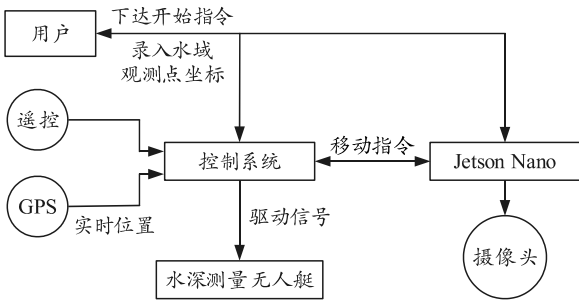 用户
下达开始指令
录入水域
观测点坐标
遥控
控制系统
移动指令
Jetson Nano
GPS
实时位置
驱动信号
摄像头
水深测量无人艇